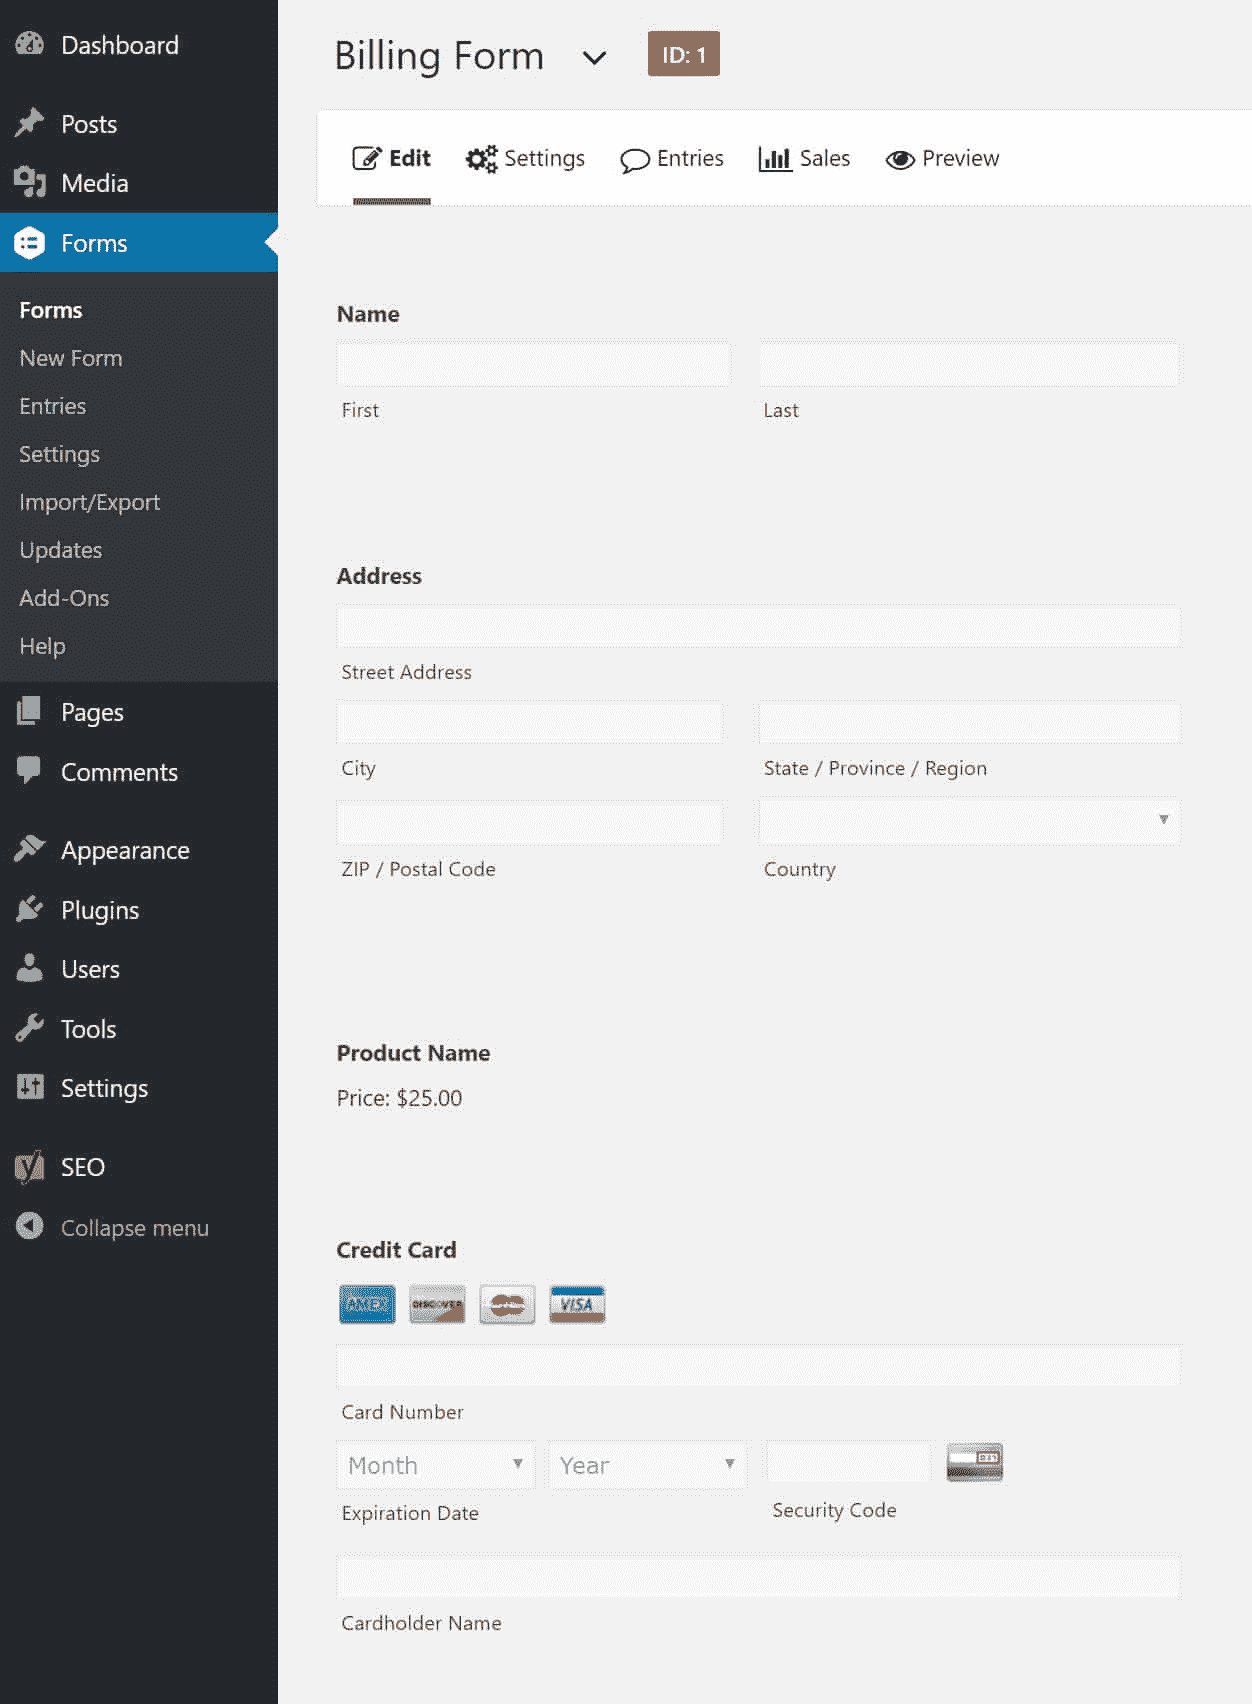 Dashboard
Posts
Media
Forms
Forms
New Form
Entries
Settings
Import/Export
Updates
Add-Ons
Help
Pages
Comments
Appearance
Plugins
Users
Tools
Settings
SEO
Collapse menu
Billing Form ID: 1
Edit Settings Entries Sales Preview
Name
First Last
Address
Street Address
City State / Province / Region
ZIP / Postal Code Country
Product Name
Price: $25.00
Credit Card
AMEX DISCOVER VISA
Card Number
Month Year
Expiration Date Security Code
Cardholder Name